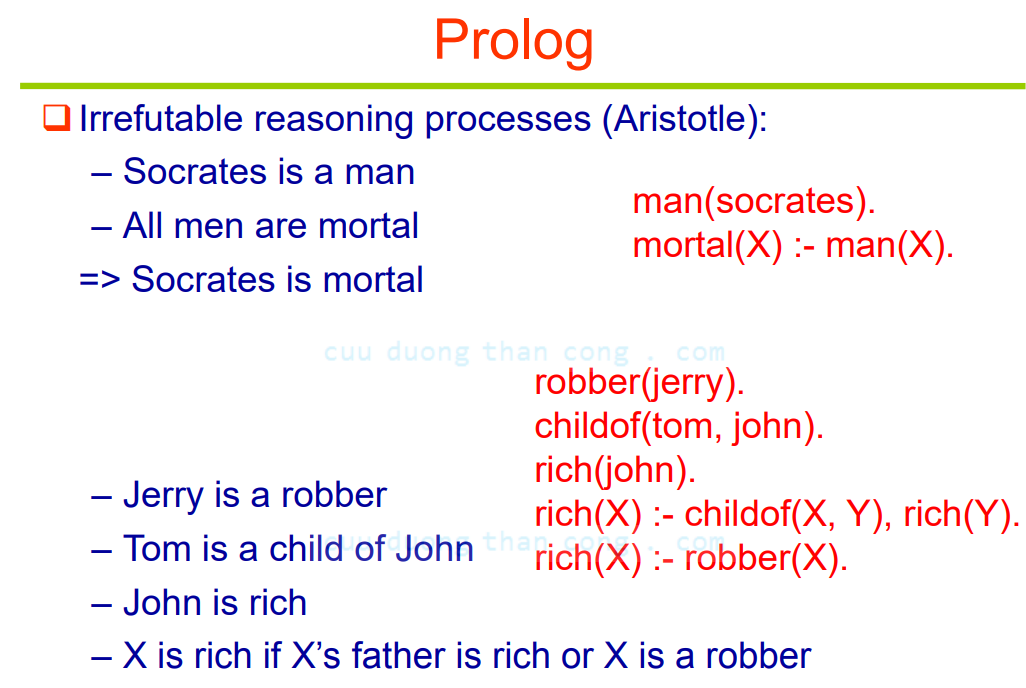 Prolog
❑ Irrefutable reasoning processes (Aristotle):
– Socrates is a man
– All men are mortal
=> Socrates is mortal
man(socrates).
mortal(X) :- man(X).
cuu duong than cong . com
robber(jerry).
childof(tom, john).
rich(john).
rich(X) :- childof(X, Y), rich(Y).
rich(X) :- robber(X).
– Jerry is a robber
– Tom is a child of John
cuu duong than cong . com
– John is rich
– X is rich if X’s father is rich or X is a robber